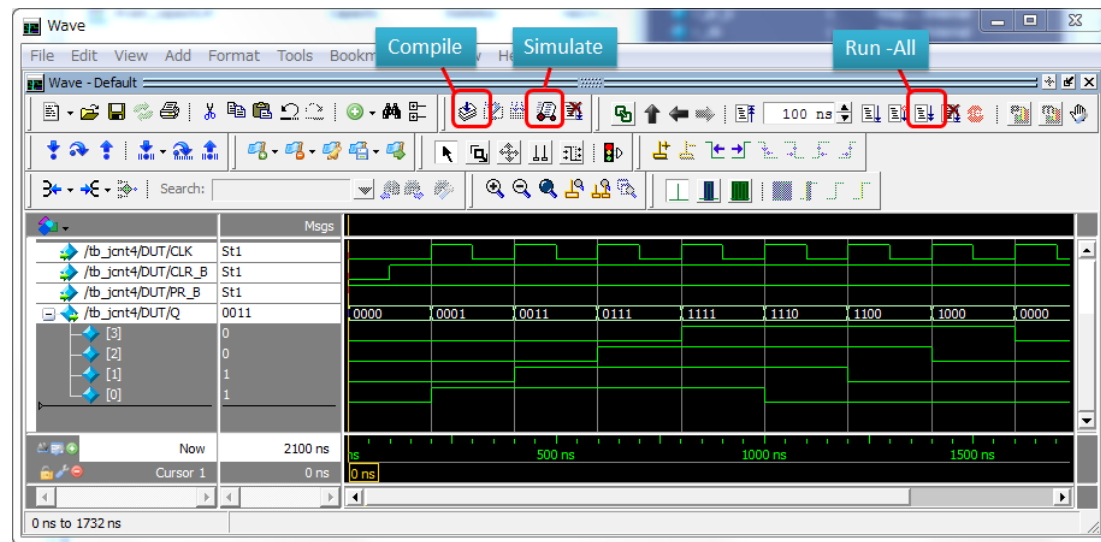 Wave
Compile
Simulate
Run -All
File Edit View Add Format Tools
Wave - Default
100 ns
Search:
Msgs
/tb_jcnt4/DUT/CLK St1
/tb_jcnt4/DUT/CLR_B St1
/tb_jcnt4/DUT/PR_B St1
/tb_jcnt4/DUT/Q 0011 0000 0001 0011 0111 1111 1110 1100 1000 0000
[3] 0
[2] 0
[1] 1
[0] 1
Now 2100 ns ns 500 ns 1000 ns 1500 ns
Cursor 1 0 ns 0 ns
0 ns to 1732 ns